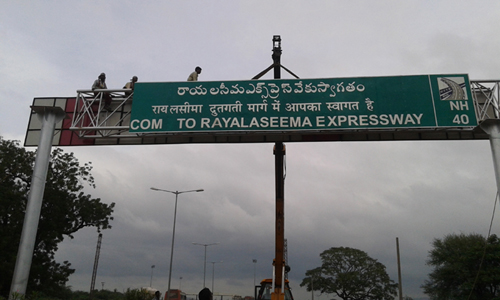 రాయలసీమఎక్స్‌ప్రెస్‌వేకుస్వాగతం
रायलसीमा दुतगती मार्ग में आपका स्वागत है
COM TO RAYALASEEMA EXPRESSWAY
NH
40